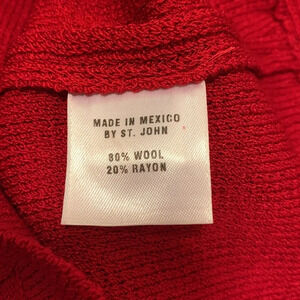 MADE IN MEXICO
BY ST. JOHN
80% WOOL
20% RAYON